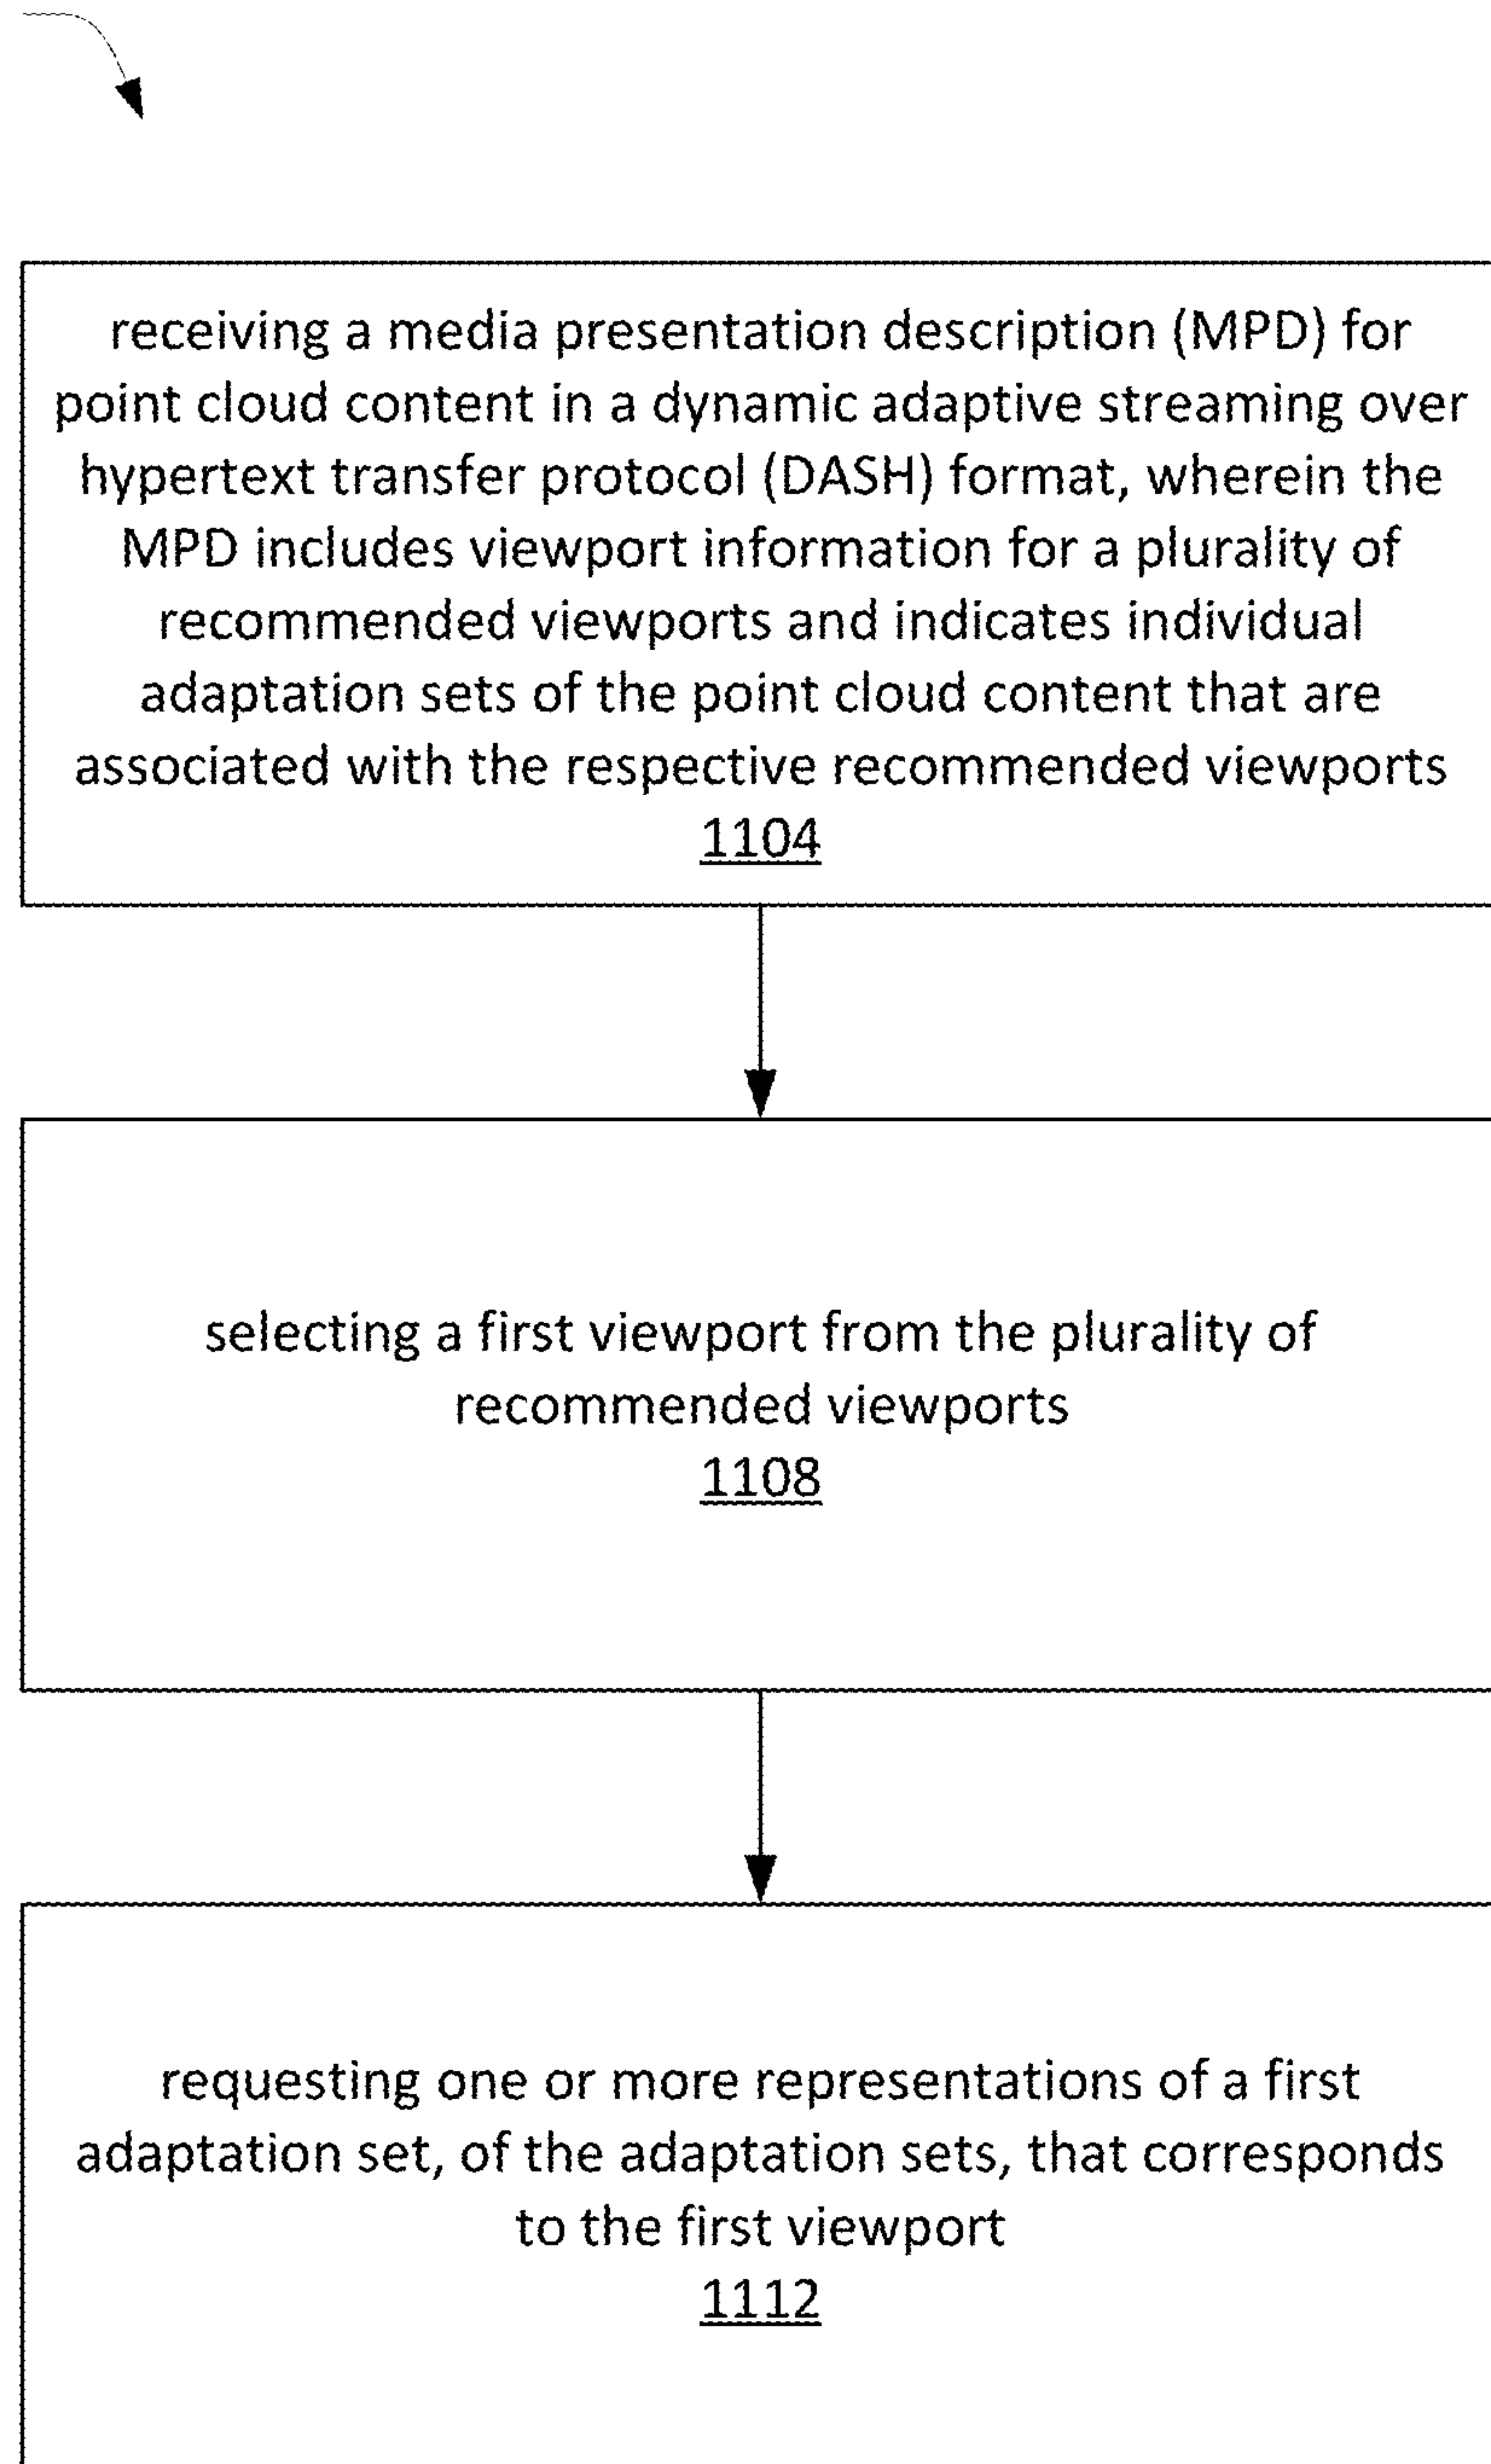 receiving a media presentation description (MPD) for
point cloud content in a dynamic adaptive streaming over
hypertext transfer protocol (DASH) format, wherein the
MPD includes viewport information for a plurality of
recommended viewports and indicates individual
adaptation sets of the point cloud content that are
associated with the respective recommended viewports
1104
selecting a first viewport from the plurality of
recommended viewports
1108
requesting one or more representations of a first
adaptation set, of the adaptation sets, that corresponds
to the first viewport
1112